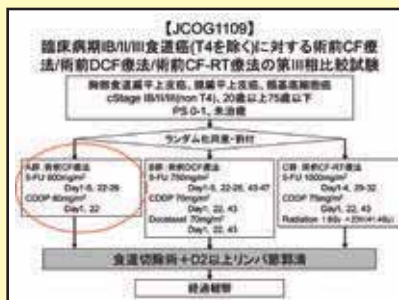 【JCOG1109】
臨床病期IB/II/III食道癌(T4を除く)に対する術前CF療
法/術前DCF療法/術前CF-RT療法の第III相比較試験
胸部食道扁平上皮癌、腺扁平上皮癌、類基底細胞癌
cStage IB/II/III(non T4)、20歳以上75歳以下
PS 0-1、未治療
ランダム化同意・割付
A群 術前CF療法
5-FU 800mg/m²
Day1-5, 22-26
CDDP 80mg/m²
Day1, 22
B群 術前DCF療法
5-FU 750mg/m²
Day1-5, 22-26, 43-47
CDDP 70mg/m²
Day1, 22, 43
Docetaxel 70mg/m²
Day1, 22, 43
C群 術前CF-RT療法
5-FU 1000mg/m²
Day1-4, 29-32
CDDP 75mg/m²
Radiation
食道切除術+D2以上リンパ節郭清
経過観察